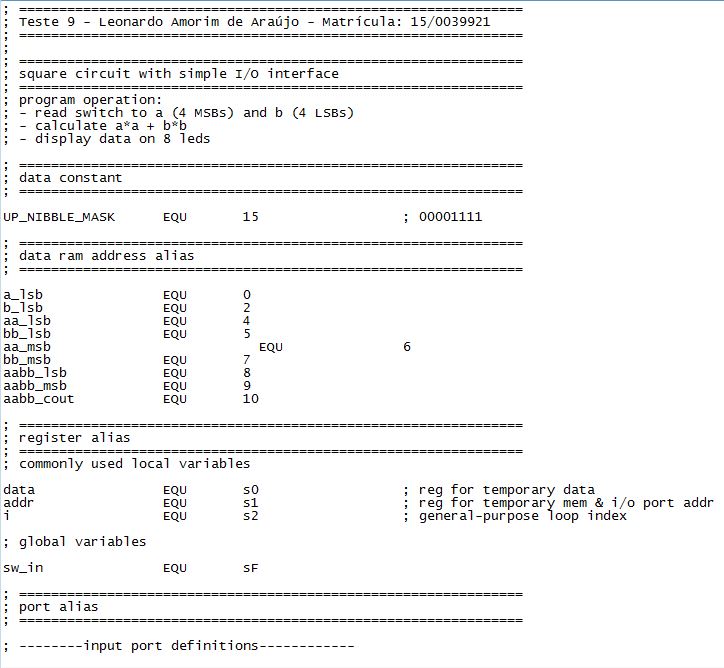 ; ===============================================================
; Teste 9 - Leonardo Amorim de Araújo - Matrícula: 15/0039921
; ===============================================================
;
; ===============================================================
; square circuit with simple I/O interface
; ===============================================================
; program operation:
; - read switch to a (4 MSBs) and b (4 LSBs)
; - calculate a*a + b*b
; - display data on 8 leds
; ===============================================================
; data constant
; ===============================================================
UP_NIBBLE_MASK EQU 15 ; 00001111
; ===============================================================
; data ram address alias
; ===============================================================
a_lsb EQU 0
b_lsb EQU 2
aa_lsb EQU 4
bb_lsb EQU 5
aa_msb EQU 6
bb_msb EQU 7
aabb_lsb EQU 8
aabb_msb EQU 9
aabb_cout EQU 10
; ===============================================================
; register alias
; ===============================================================
; commonly used local variables
data EQU s0 ; reg for temporary data
addr EQU s1 ; reg for temporary mem & i/o port addr
i EQU s2 ; general-purpose loop index
; global variables
sw_in EQU sF
; ===============================================================
; port alias
; ===============================================================
; --------input port definitions------------